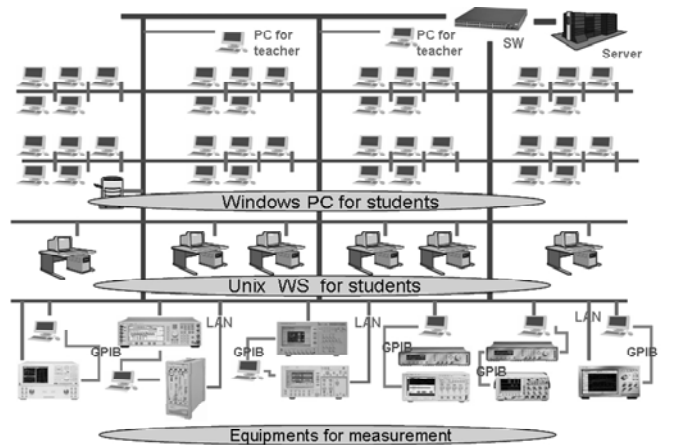 PC for
teacher
PC for
teacher
SW
Server
Windows PC for students
Unix WS for students
LAN
LAN
LAN
GPIB
GPIB
GPIB
GPIB
Equipments for measurement